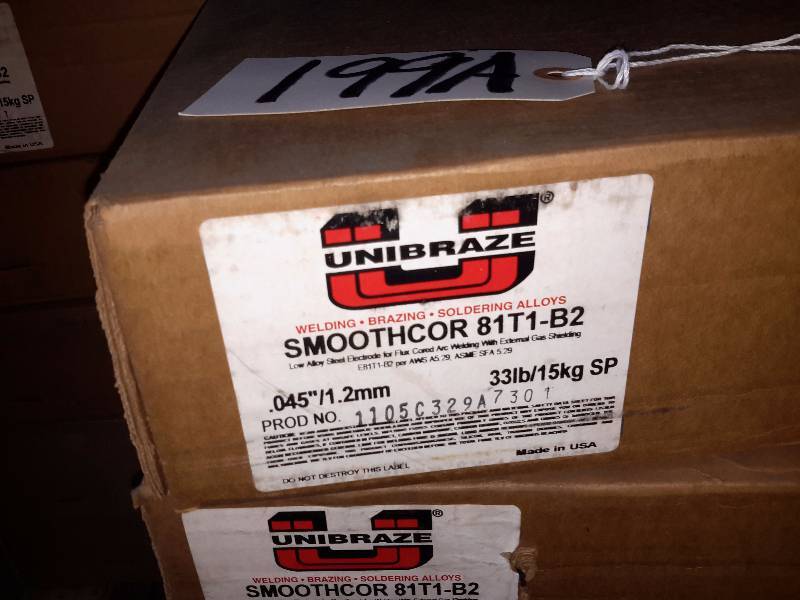 199A
UNIBRAZE®
WELDING • BRAZING • SOLDERING ALLOYS
SMOOTHCOR 81T1-B2
Low Alloy Steel Electrode for Flux Cored Arc Welding With External Gas Shielding
E81T1-B2 per AWS A5.29, ASME SFA 5.29
.045"/1.2mm 33lb/15kg SP
PROD NO. 1105C329A7301
Made in USA
DO NOT DESTROY THIS LABEL
15kg SP
Made in USA
UNIBRAZE®
WELDING • BRAZING • SOLDERING ALLOYS
SMOOTHCOR 81T1-B2